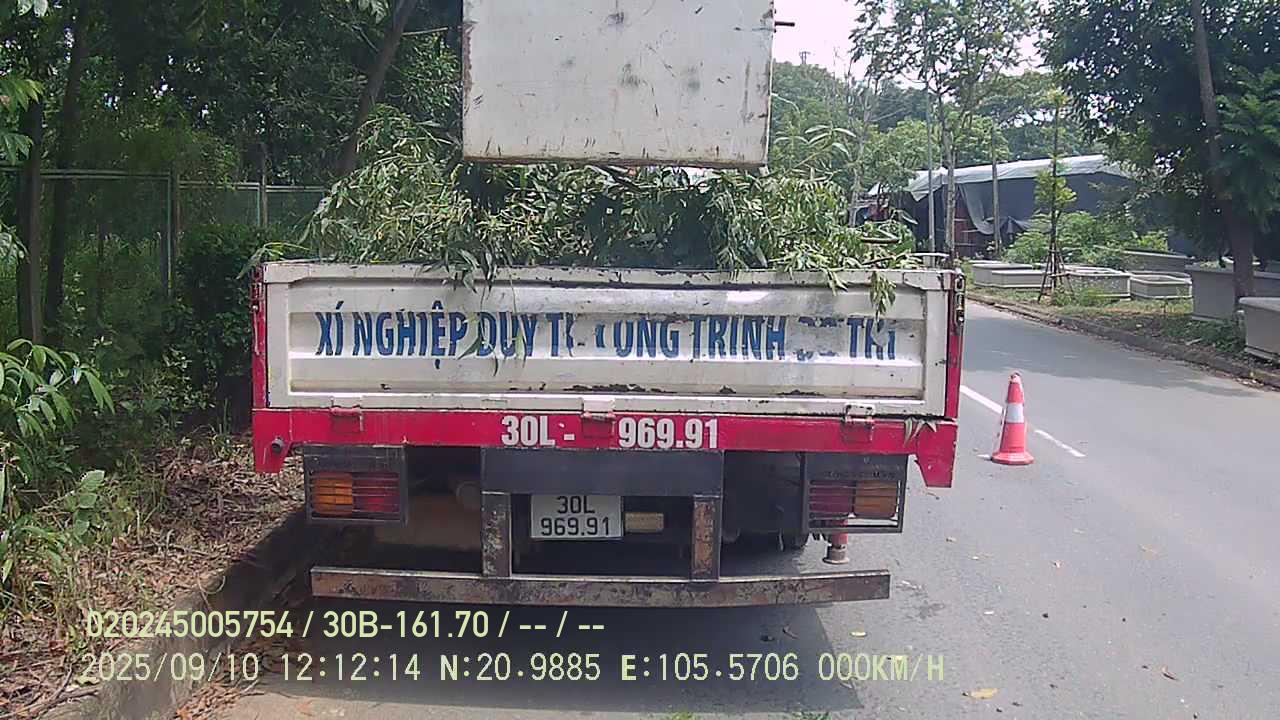 XÍ NGHIỆP DUY CÔNG TRÌNH
30L - 969.91
30L
969.91
020245005754 / 30B-161.70 / -- / --
2025/09/10 12:12:14 N:20.9885 E:105.5706 000KM/H